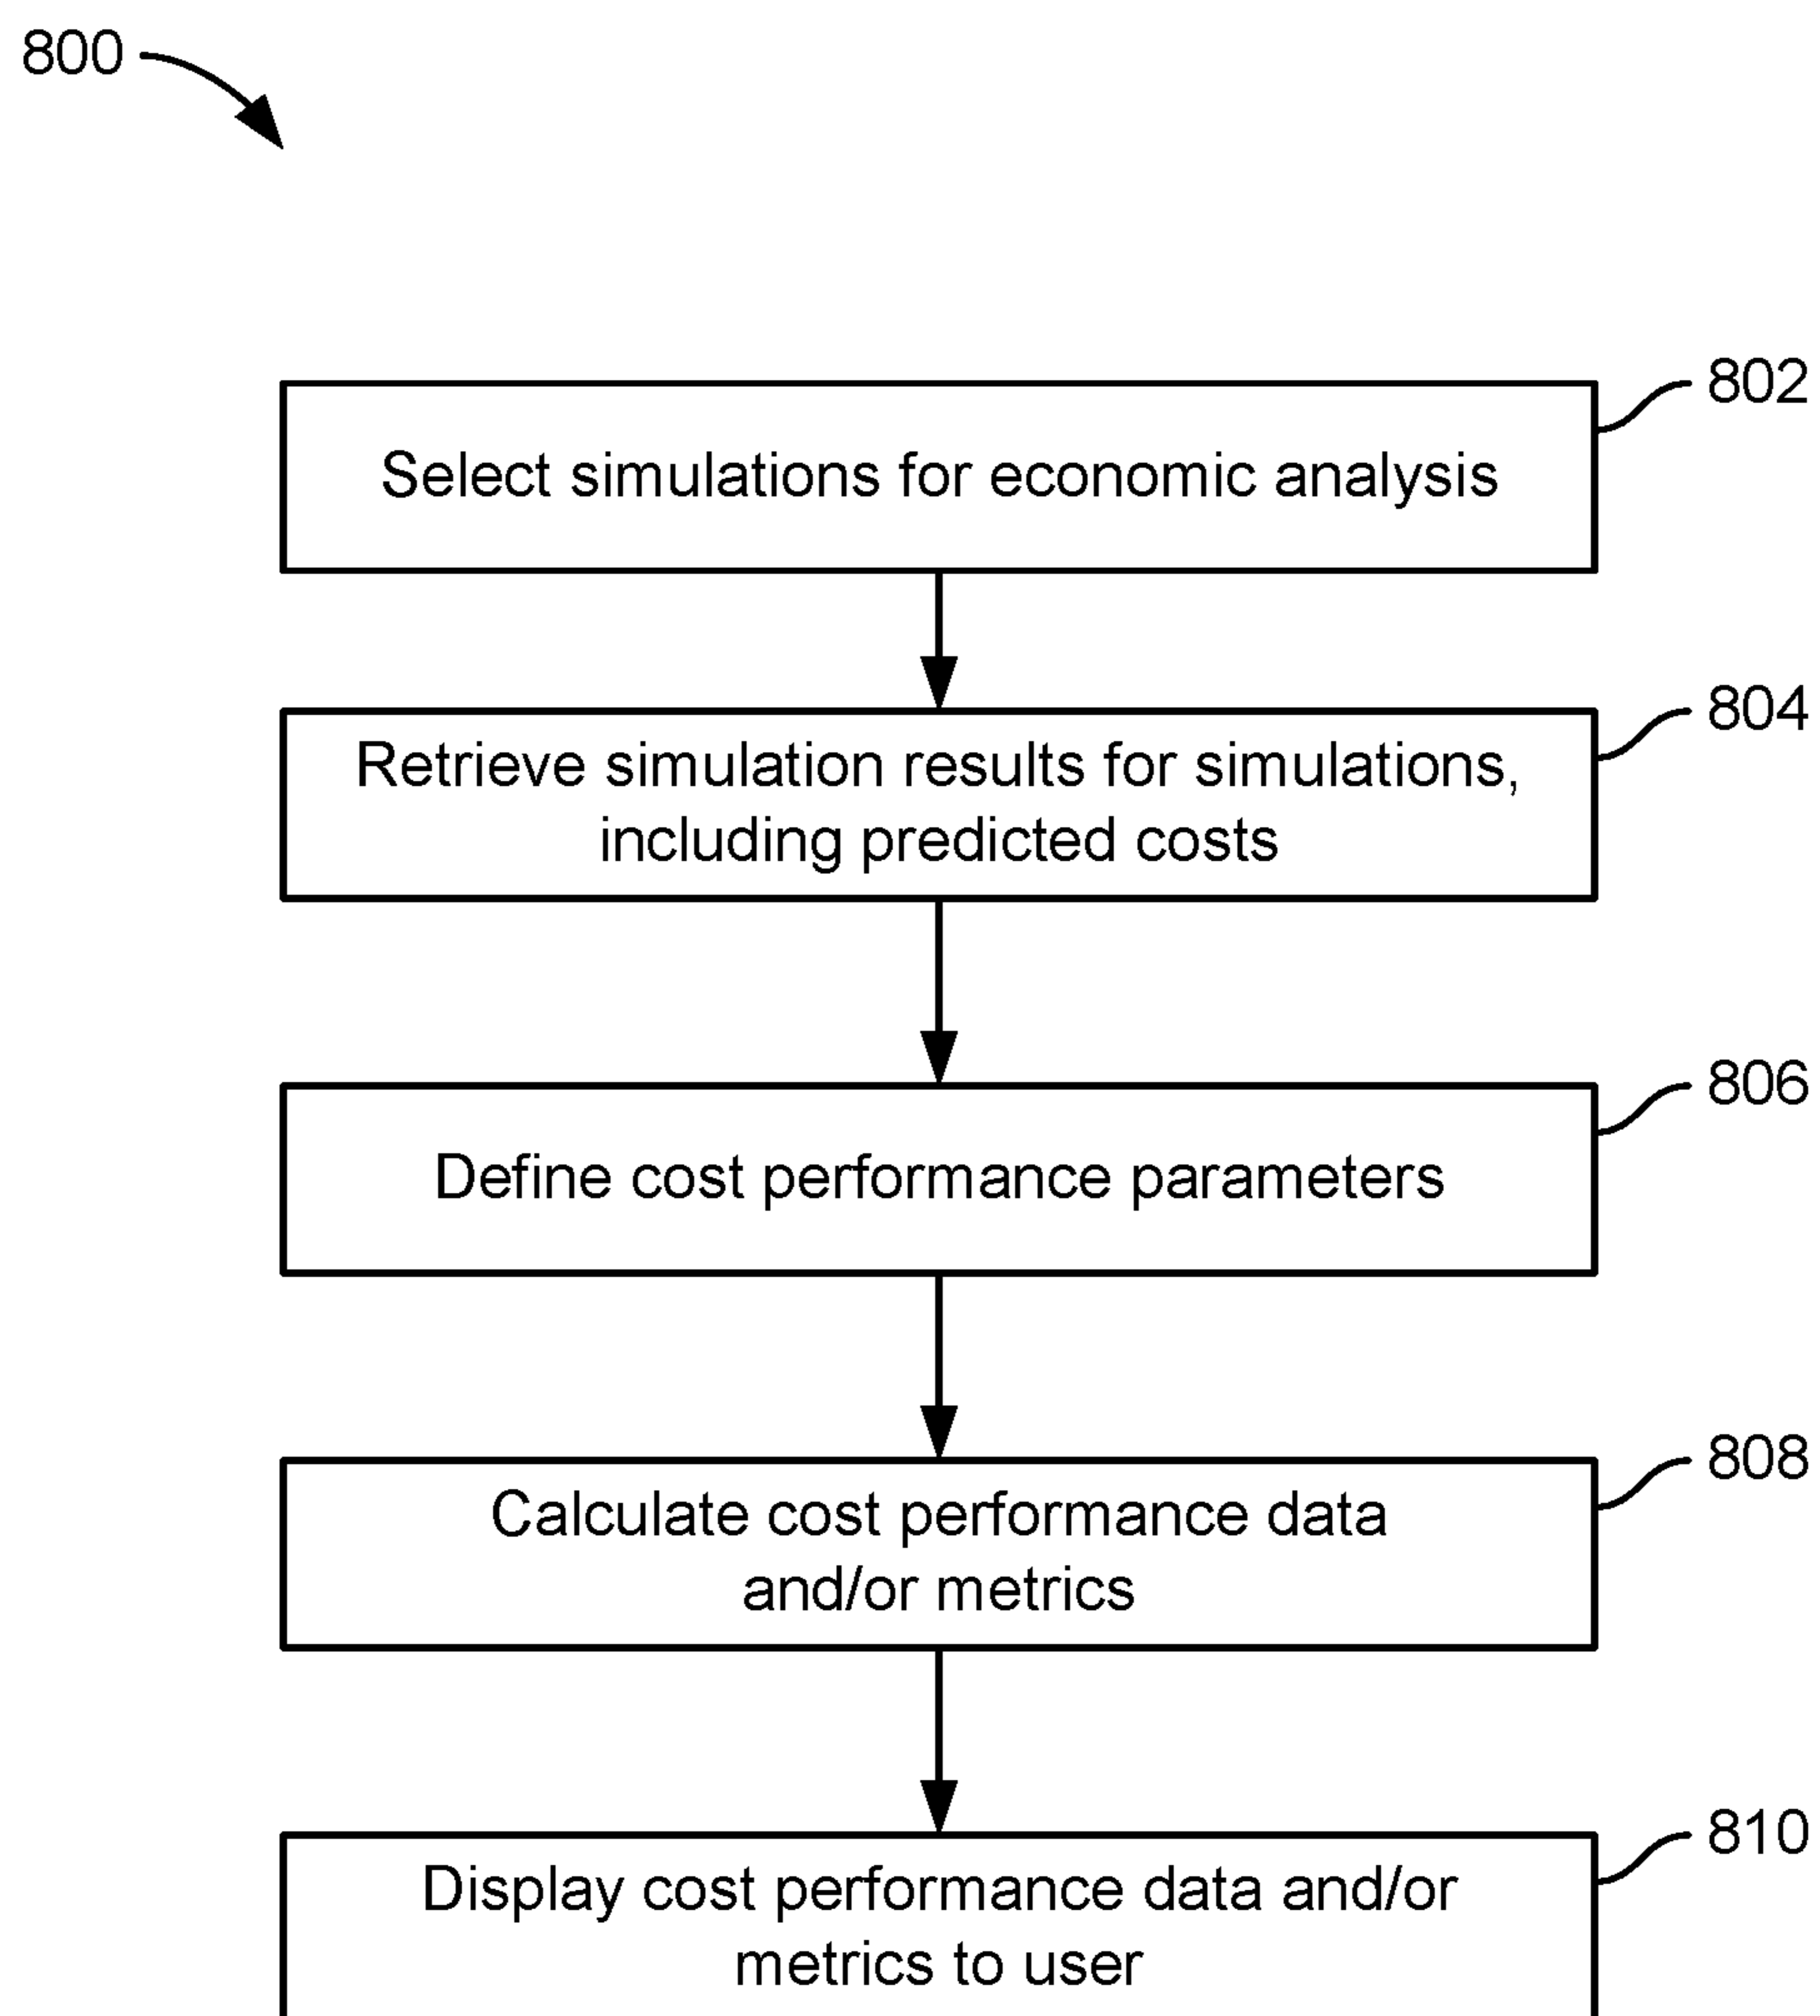 800
802
Select simulations for economic analysis
804
Retrieve simulation results for simulations,
including predicted costs
806
Define cost performance parameters
808
Calculate cost performance data
and/or metrics
810
Display cost performance data and/or
metrics to user